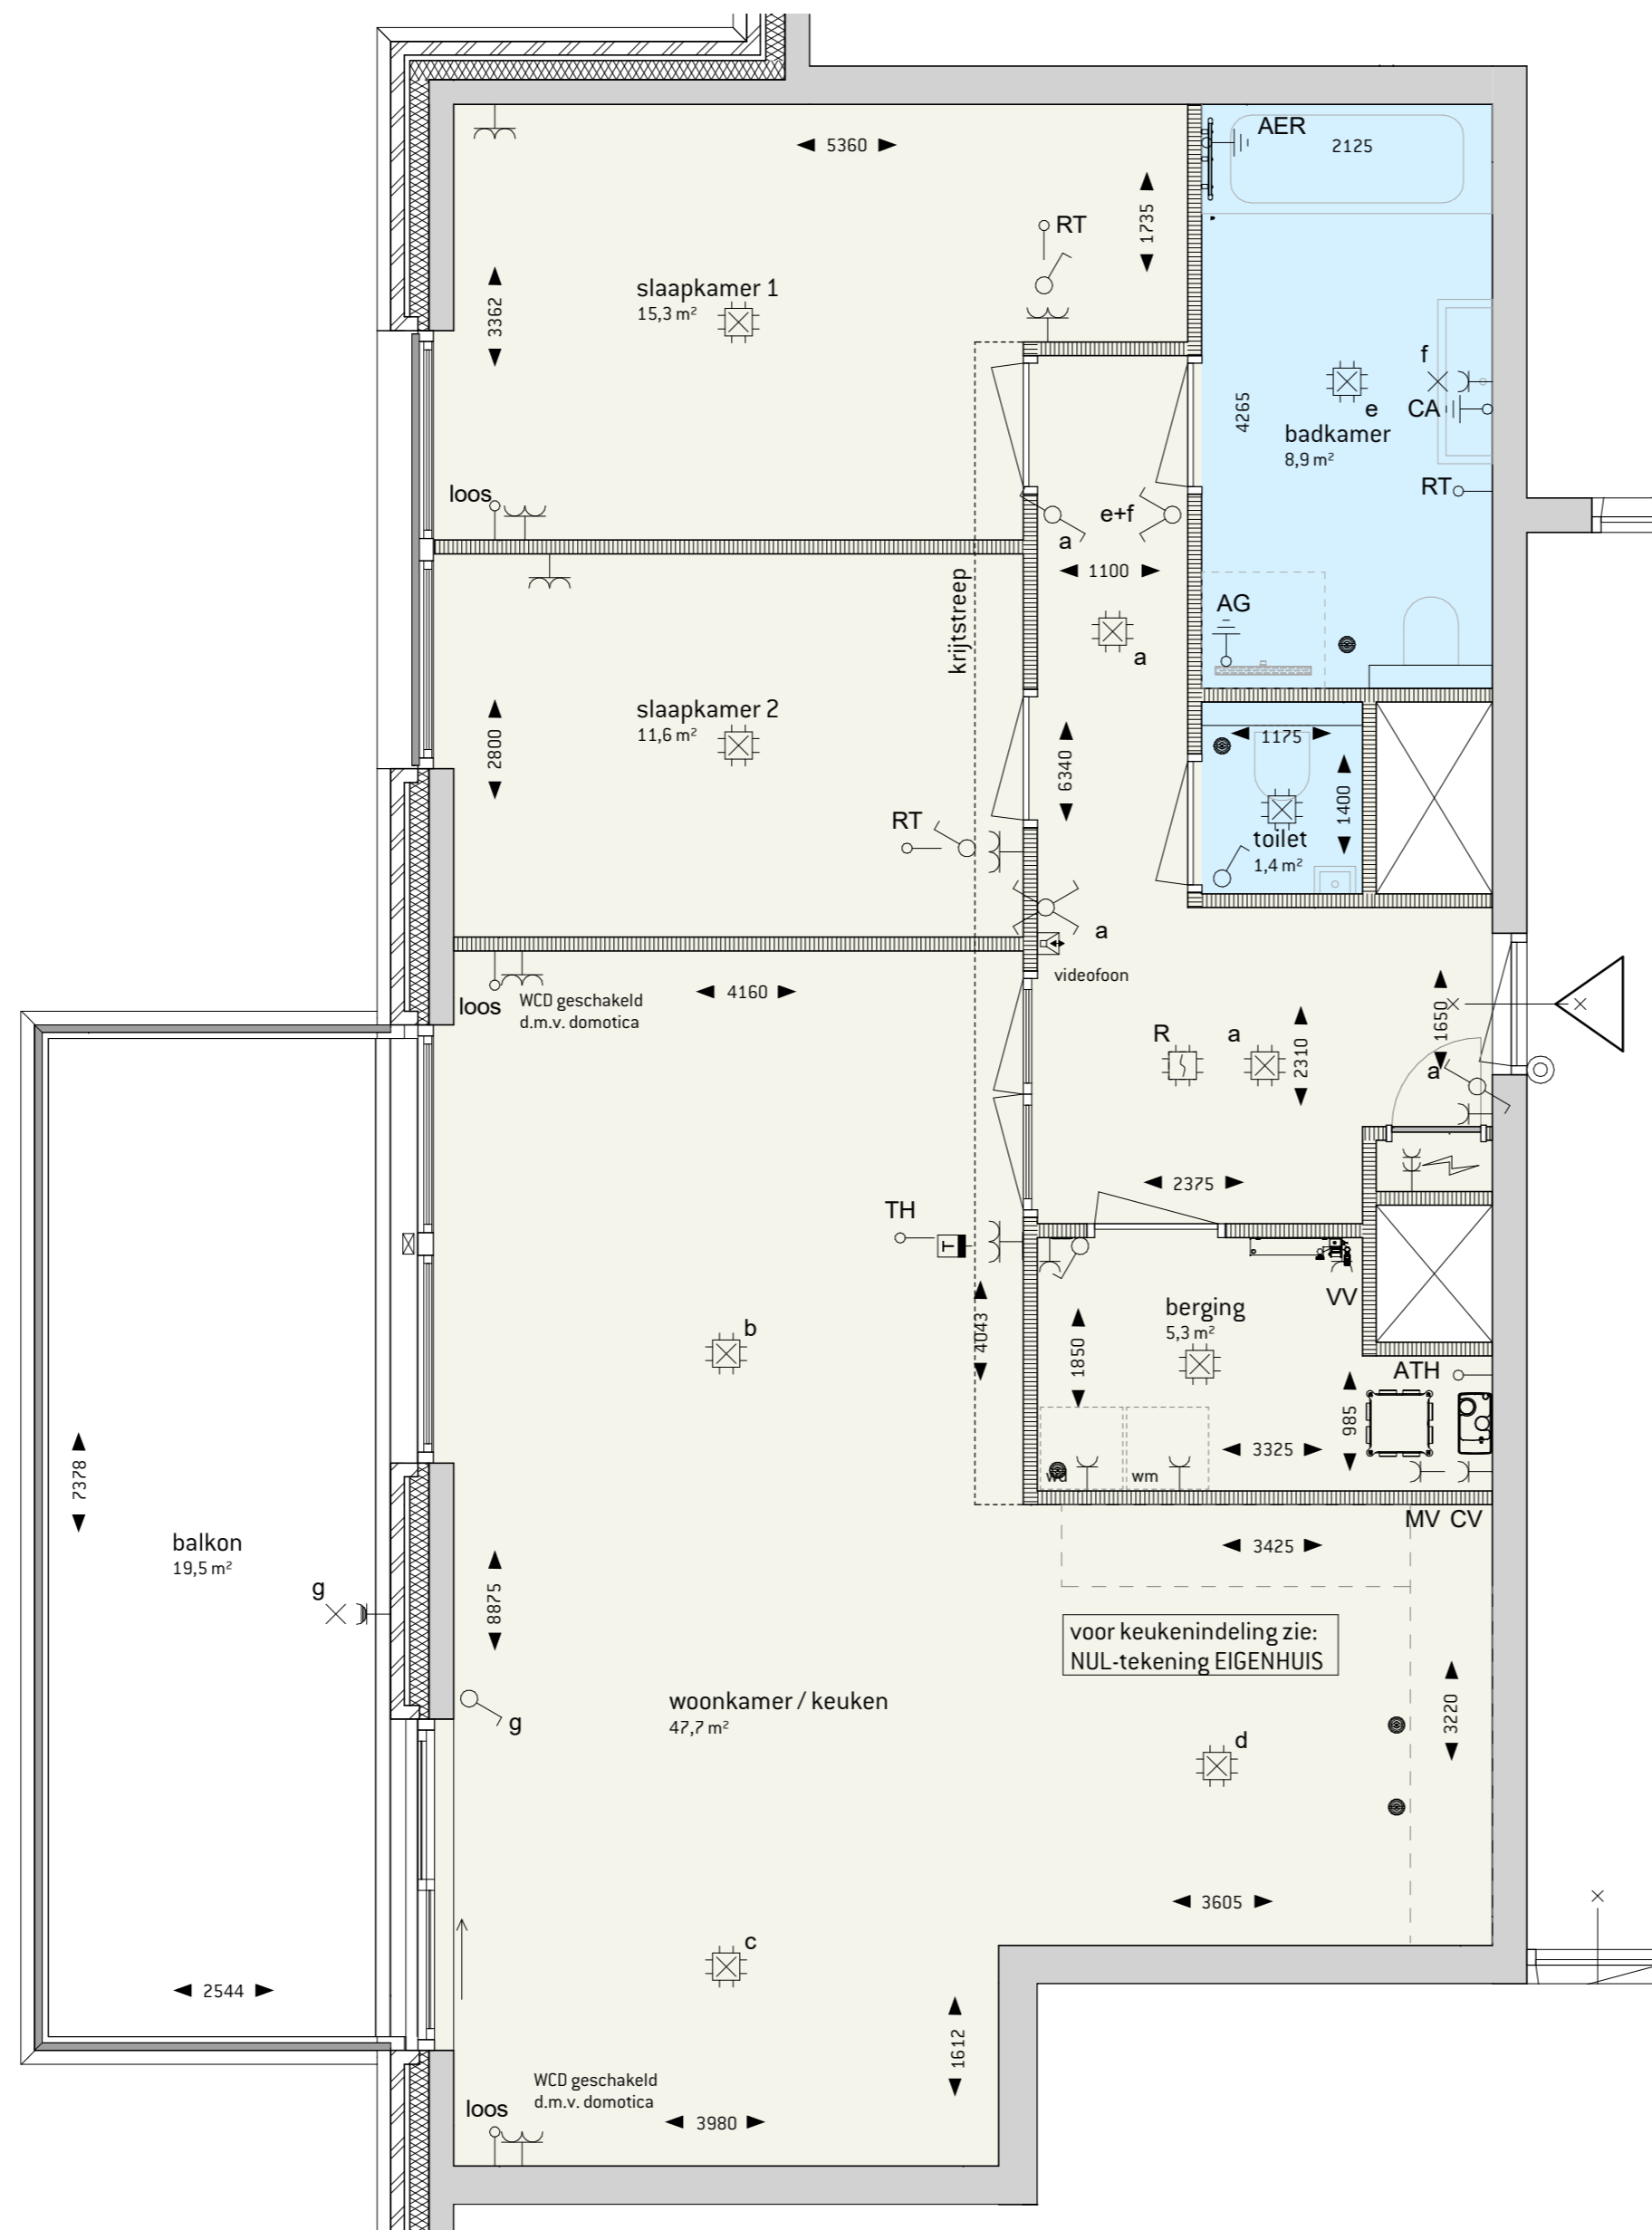 AER
2125
5360
1735
RT
slaapkamer 1
15,3 m²
3362
f
e
CA
4265
badkamer
8,9 m²
RT
loos
e+f
a
1100
krijtstreep
AG
a
slaapkamer 2
11,6 m²
2800
1175
6340
1400
RT
toilet
1,4 m²
a
videofoon
4160
WCD geschakeld
d.m.v. domotica
loos
R
a
2310
1650
a
2375
TH
T
VV
berging
5,3 m²
b
4043
1850
ATH
985
3325
wd
wm
MV CV
7378
balkon
19,5 m²
g
8875
3425
voor keukenindeling zie:
NUL-tekening EIGENHUIS
woonkamer / keuken
47,7 m²
g
3220
d
3605
c
2544
1612
WCD geschakeld
d.m.v. domotica
loos
3980